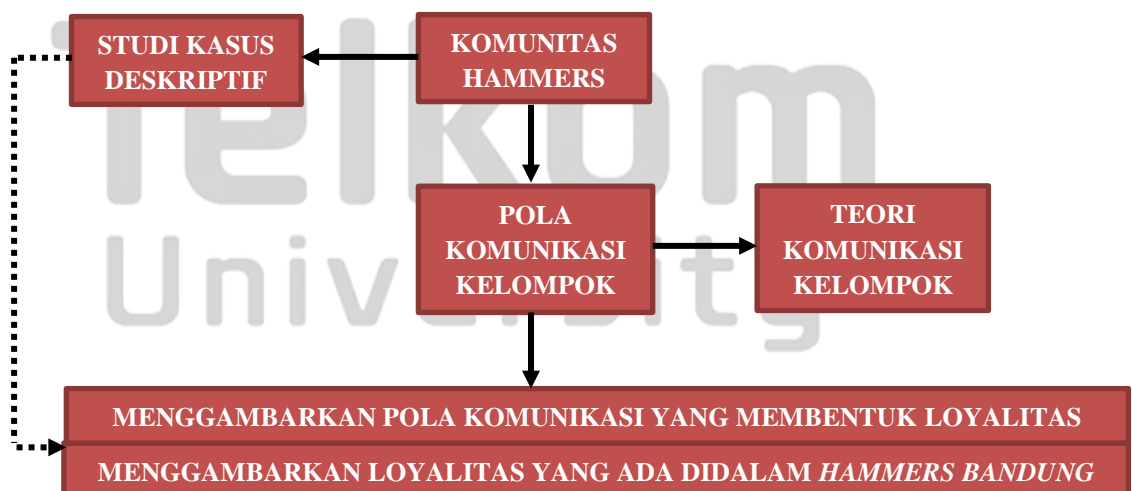 Telkom
University
STUDI KASUS
DESKRIPTIF
KOMUNITAS
HAMMERS
POLA
KOMUNIKASI
KELOMPOK
TEORI
KOMUNIKASI
KELOMPOK
MENGGAMBARKAN POLA KOMUNIKASI YANG MEMBENTUK LOYALITAS
MENGGAMBARKAN LOYALITAS YANG ADA DIDALAM HAMMERS BANDUNG